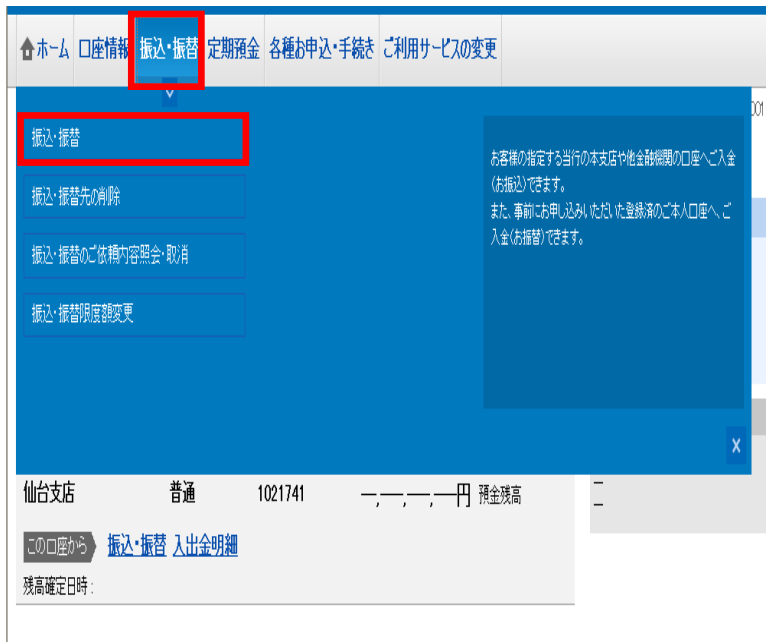 ホーム 口座情報 振込・振替 定期預金 各種お申込・手続き ご利用サービスの変更
001
振込・振替
振込・振替先の削除
振込・振替のご依頼内容照会・取消
振込・振替限度額変更
お客様の指定する当行の本支店や他金融機関の口座へご入金
(お振込)できます。
また、事前にお申し込みいただいた登録済のご本人口座へ、ご
入金(お振替)できます。
x
仙台支店 普通 1021741 ―,―,―,―円 預金残高
この口座から 振込・振替 入出金明細
残高確定日時 :